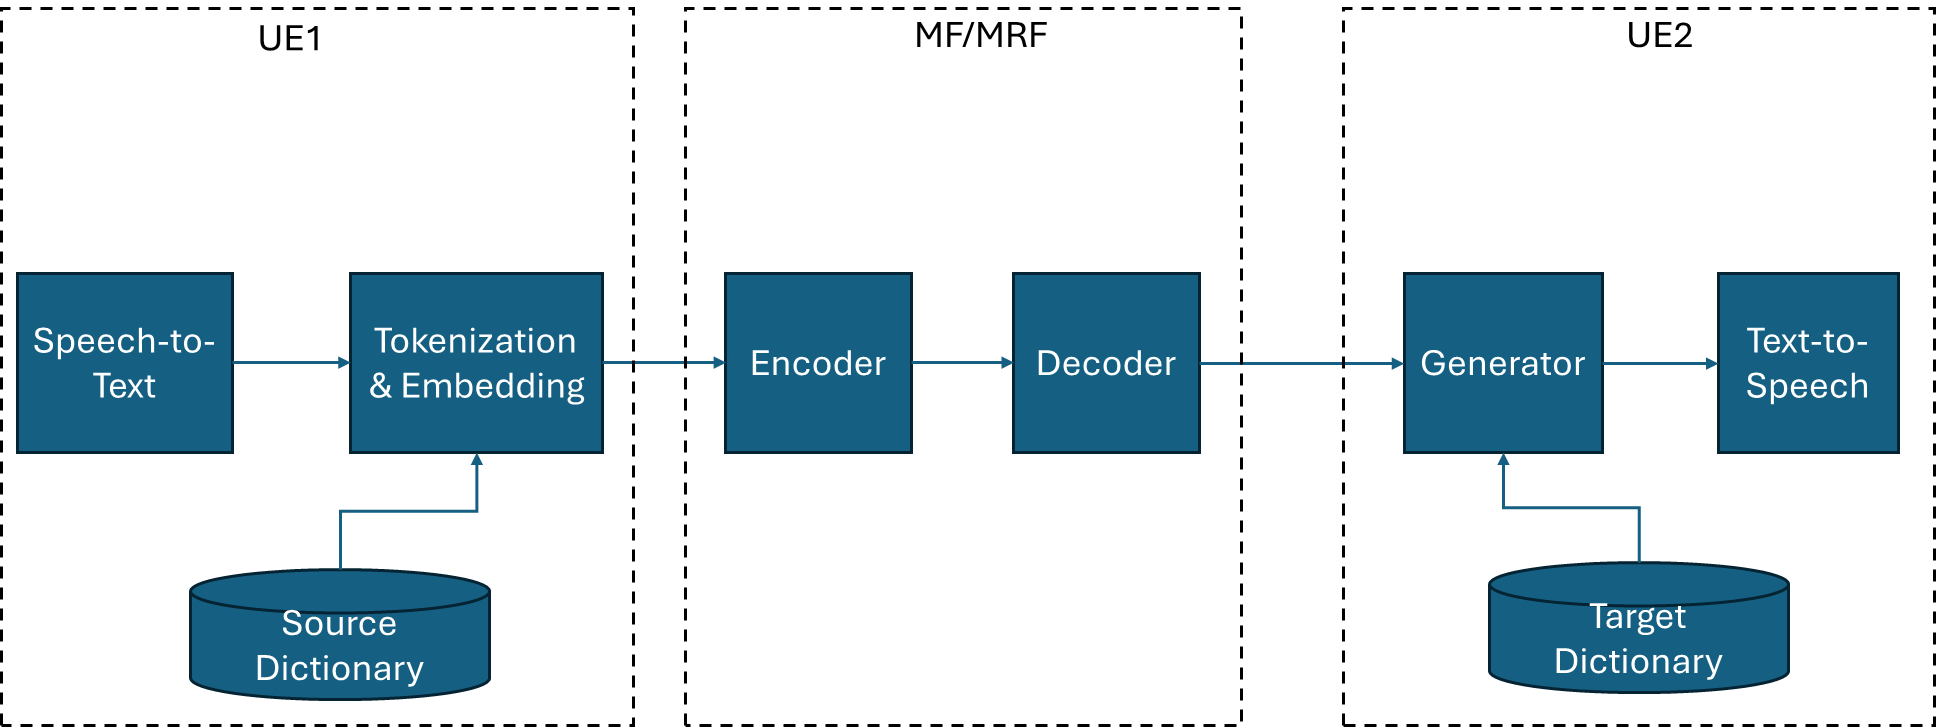 UE1
MF/MRF
UE2
Speech-to-
Text
Tokenization
& Embedding
Encoder
Decoder
Generator
Text-to-
Speech
Source
Dictionary
Target
Dictionary